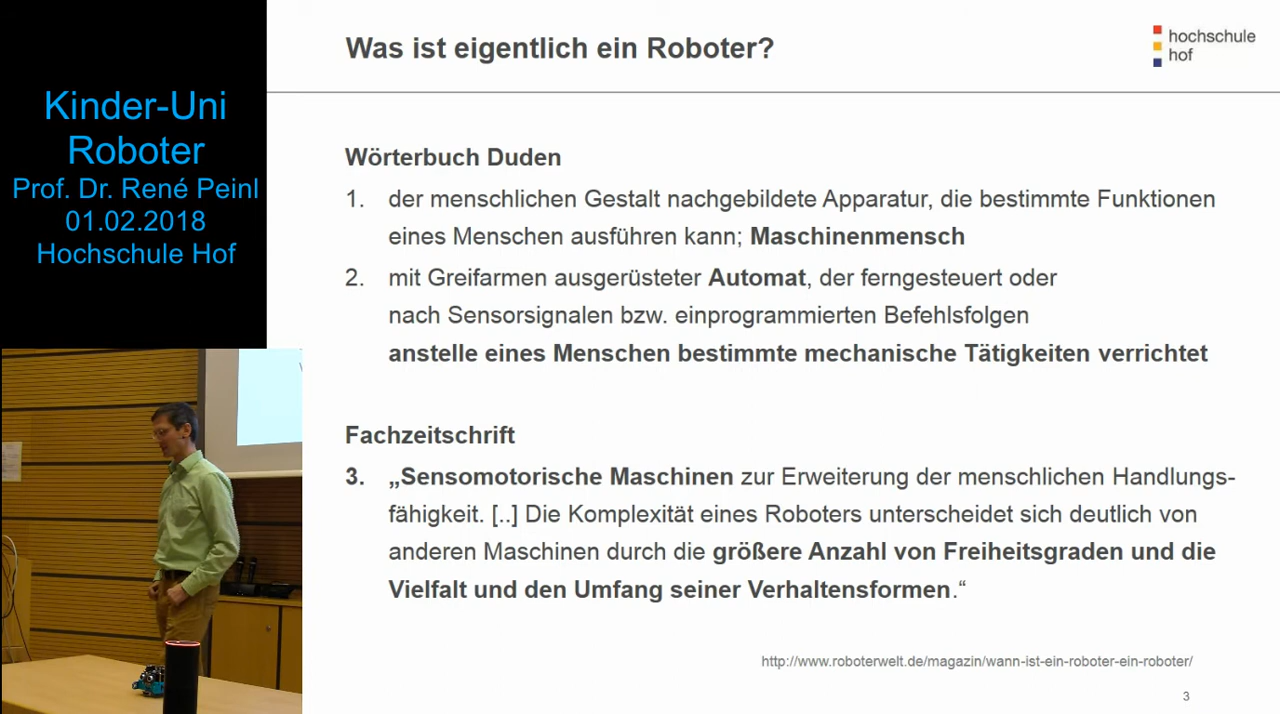 Kinder-Uni
Roboter
Prof. Dr. René Peinl
01.02.2018
Hochschule Hof
Was ist eigentlich ein Roboter?
hochschule
hof
Wörterbuch Duden
1. der menschlichen Gestalt nachgebildete Apparatur, die bestimmte Funktionen
eines Menschen ausführen kann; Maschinenmensch
2. mit Greifarmen ausgerüsteter Automat, der ferngesteuert oder
nach Sensorsignalen bzw. einprogrammierten Befehlsfolgen
anstelle eines Menschen bestimmte mechanische Tätigkeiten verrichtet
Fachzeitschrift
3. „Sensomotorische Maschinen zur Erweiterung der menschlichen Handlungs-
fähigkeit. [..] Die Komplexität eines Roboters unterscheidet sich deutlich von
anderen Maschinen durch die größere Anzahl von Freiheitsgraden und die
Vielfalt und den Umfang seiner Verhaltensformen.“
http://www.roboterwelt.de/magazin/wann-ist-ein-roboter-ein-roboter/
3